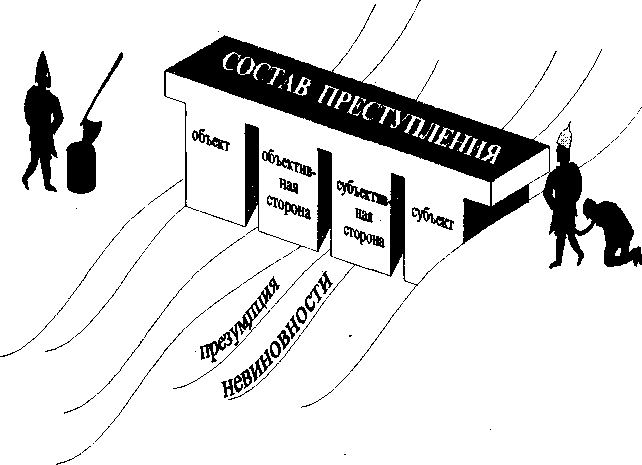 СОСТАВ ПРЕСТУПЛЕНИЯ
объект
объектив-
ная
сторона
субъектив-
ная
сторона
субъект
презумпция
невиновности